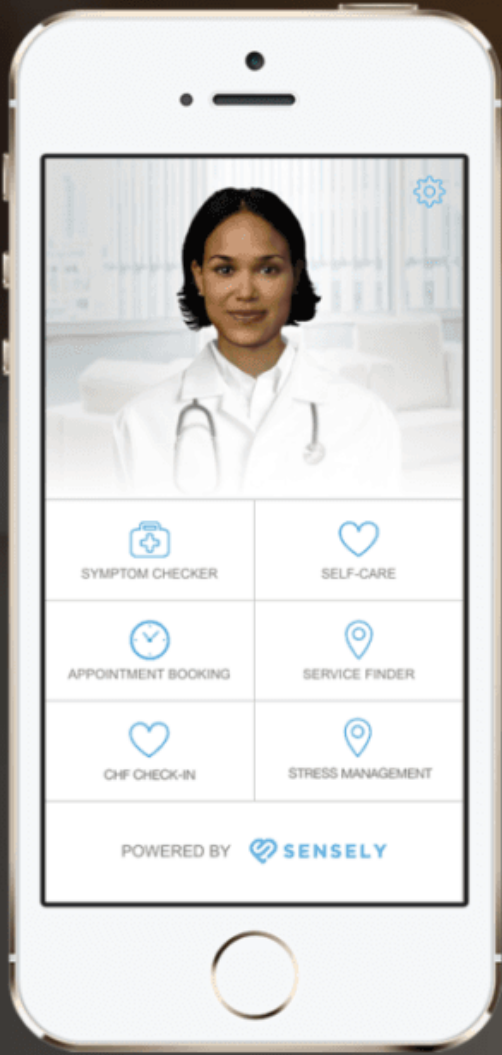 SYMPTOM CHECKER
SELF-CARE
APPOINTMENT BOOKING
SERVICE FINDER
CHF CHECK-IN
STRESS MANAGEMENT
POWERED BY SENSELY